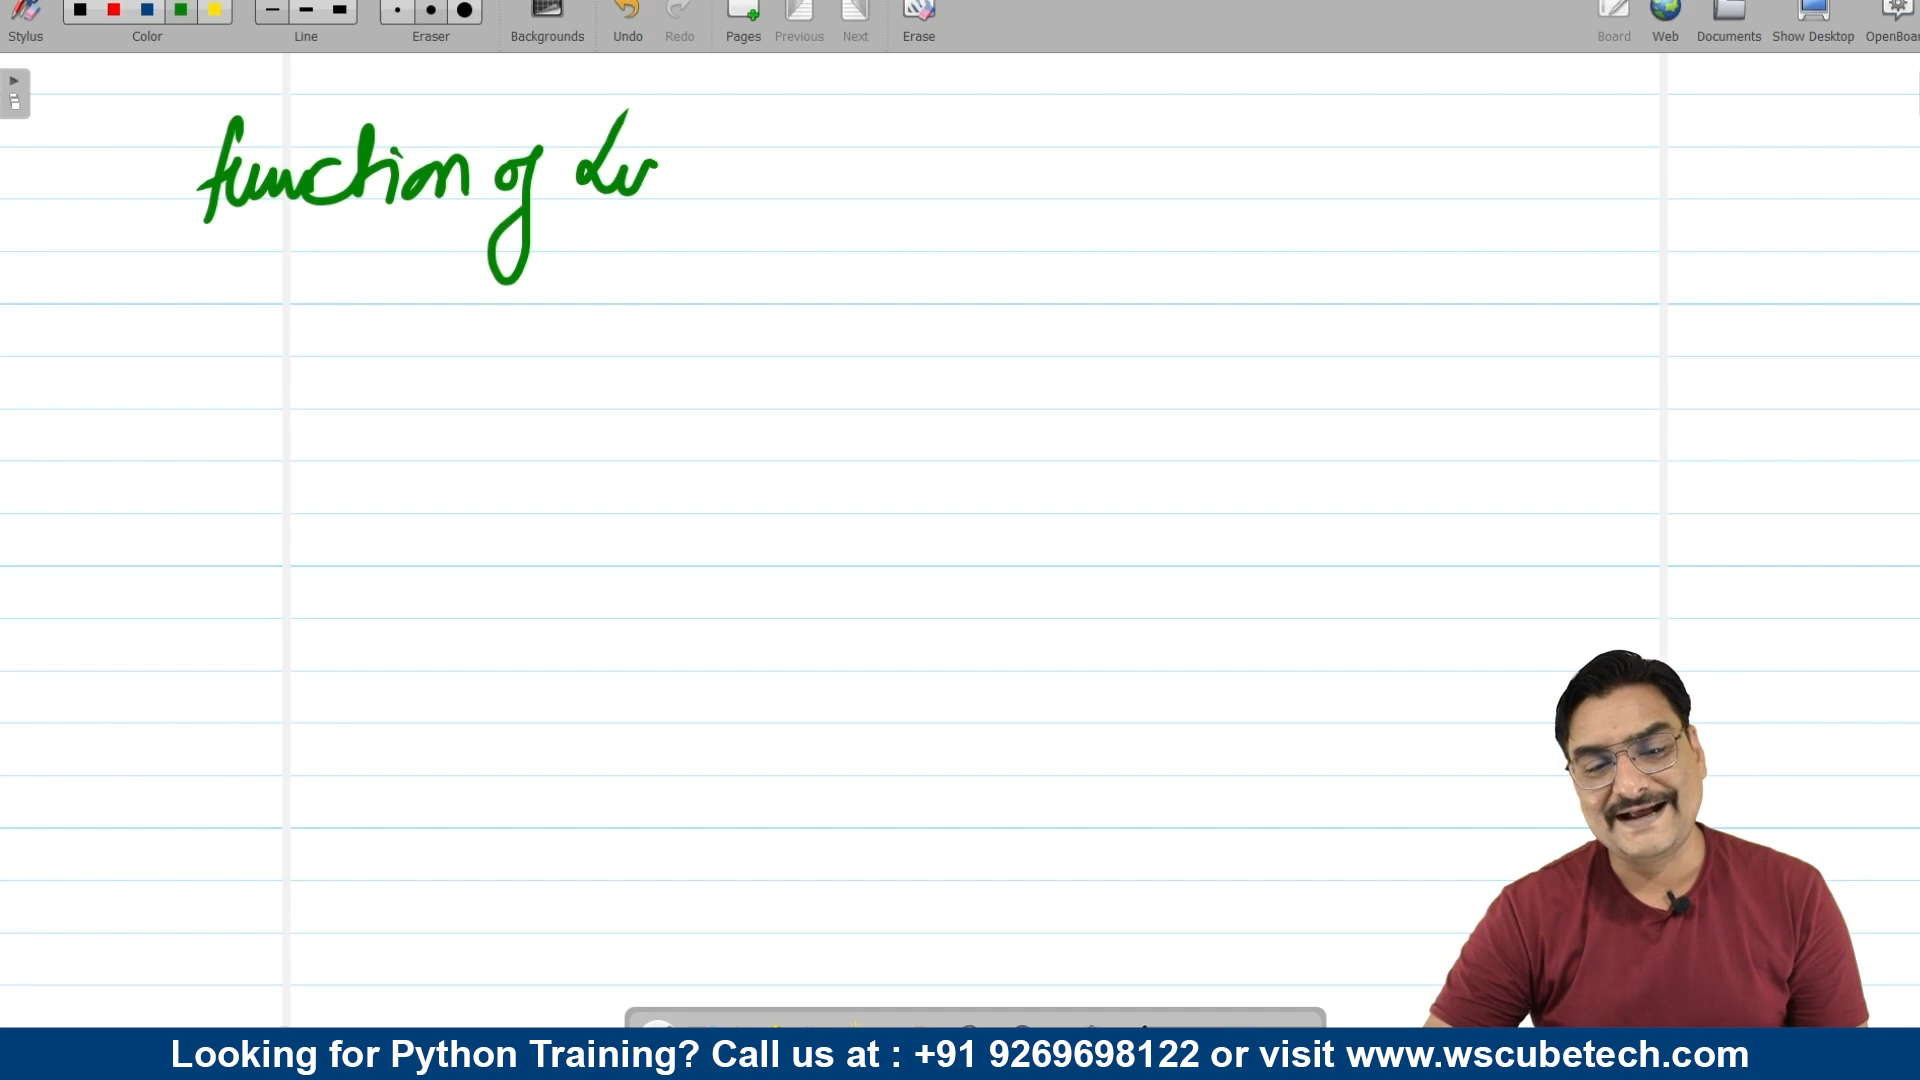 Stylus Color Line Eraser Backgrounds Undo Redo Pages Previous Next Erase Board Web Documents Show Desktop OpenBoar
function of
Looking for Python Training? Call us at : +91 9269698122 or visit www.wscubetech.com